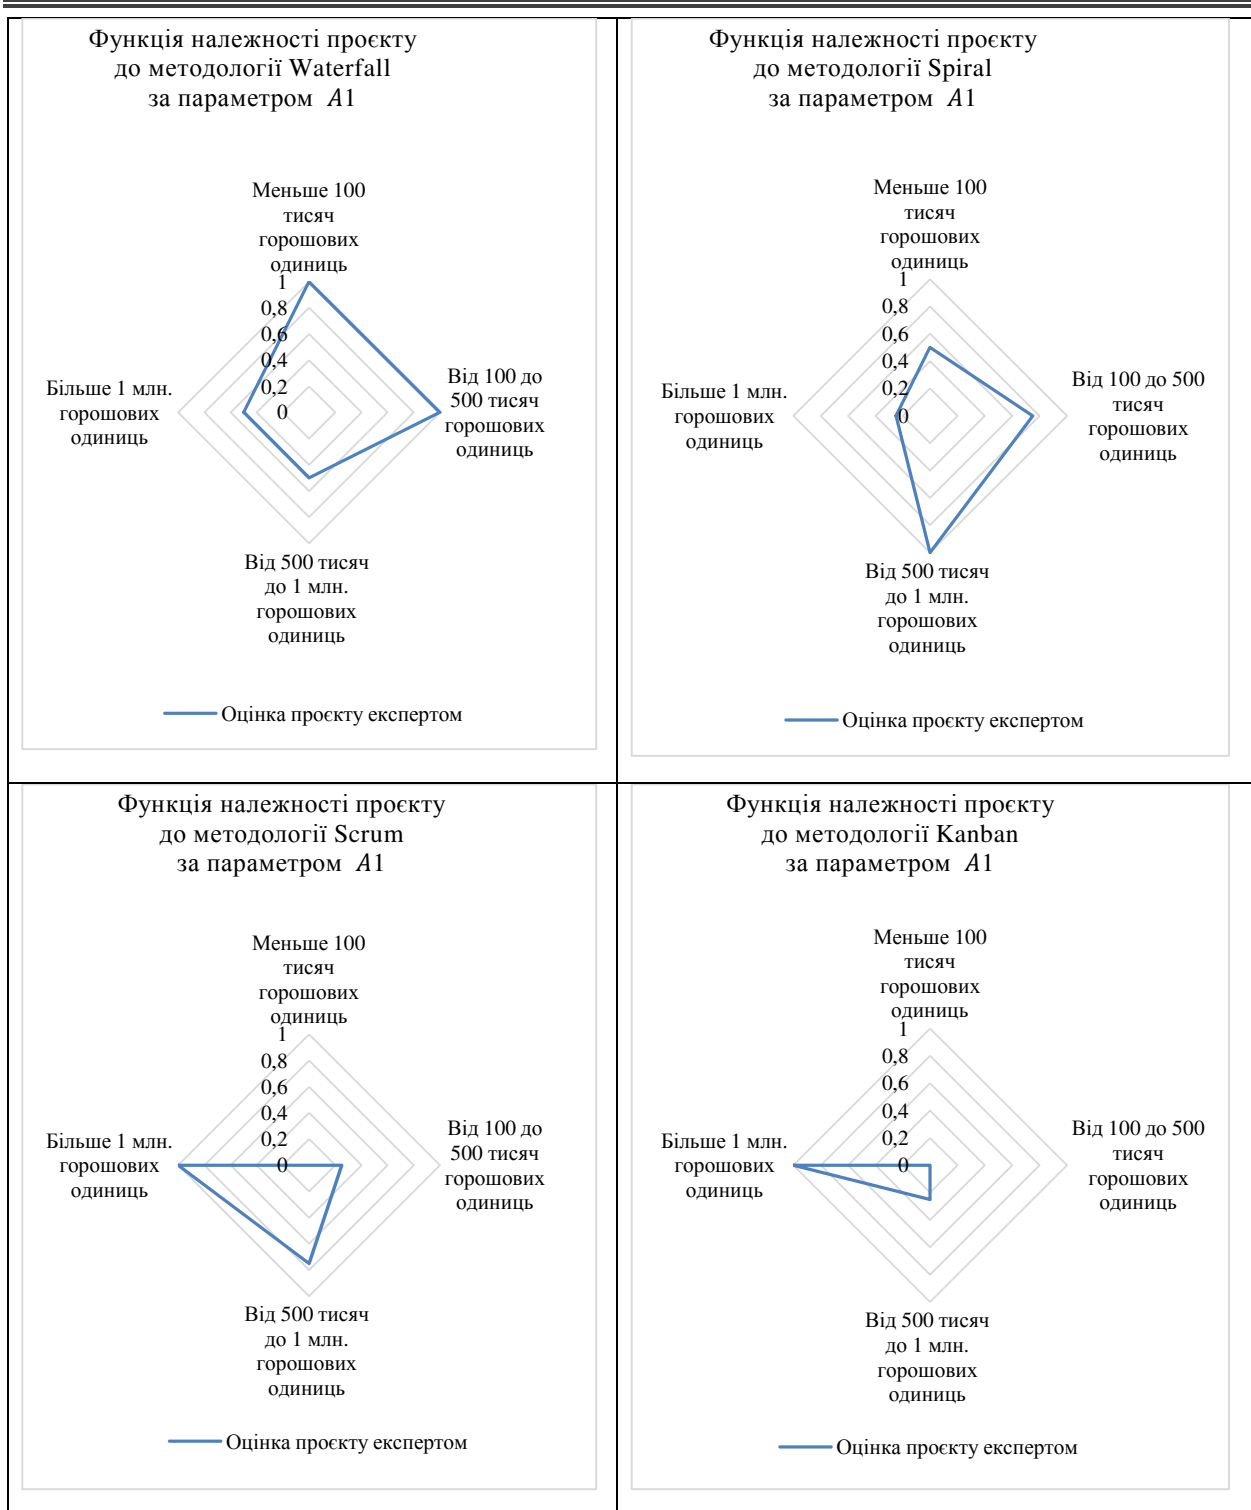 Функція належності проєкту
до методології Waterfall
за параметром A1
Меньше 100
тисяч
горошових
одиниць
1
0,8
0,6
0,4
0,2
0
Від 100 до
500 тисяч
горошових
одиниць
Більше 1 млн.
горошових
одиниць
Від 500 тисяч
до 1 млн.
горошових
одиниць
Оцінка проєкту експертом
Функція належності проєкту
до методології Spiral
за параметром A1
Меньше 100
тисяч
горошових
одиниць
1
0,8
0,6
0,4
0,2
0
Від 100 до 500
тисяч
горошових
одиниць
Більше 1 млн.
горошових
одиниць
Від 500 тисяч
до 1 млн.
горошових
одиниць
Оцінка проєкту експертом
Функція належності проєкту
до методології Scrum
за параметром A1
Меньше 100
тисяч
горошових
одиниць
1
0,8
0,6
0,4
0,2
0
Від 100 до
500 тисяч
горошових
одиниць
Більше 1 млн.
горошових
одиниць
Від 500 тисяч
до 1 млн.
горошових
одиниць
Оцінка проєкту експертом
Функція належності проєкту
до методології Kanban
за параметром A1
Меньше 100
тисяч
горошових
одиниць
1
0,8
0,6
0,4
0,2
0
Від 100 до 500
тисяч
горошових
одиниць
Більше 1 млн.
горошових
одиниць
Від 500 тисяч
до 1 млн.
горошових
одиниць
Оцінка проєкту експертом